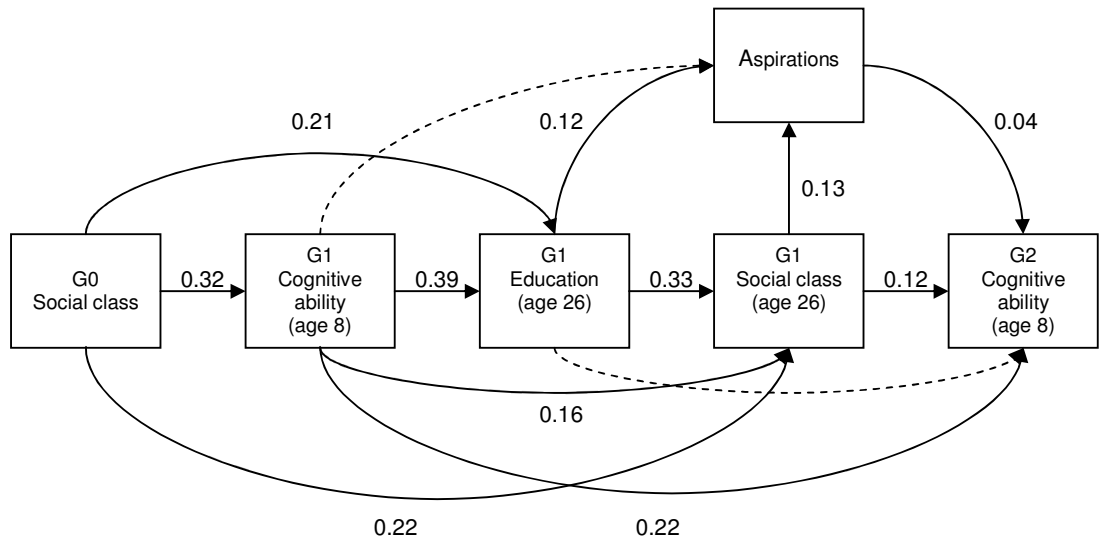 Aspirations
0.21
0.12
0.04
0.13
G0
Social class
0.32
G1
Cognitive
ability
(age 8)
0.39
G1
Education
(age 26)
0.33
G1
Social class
(age 26)
0.12
G2
Cognitive
ability
(age 8)
0.16
0.22
0.22